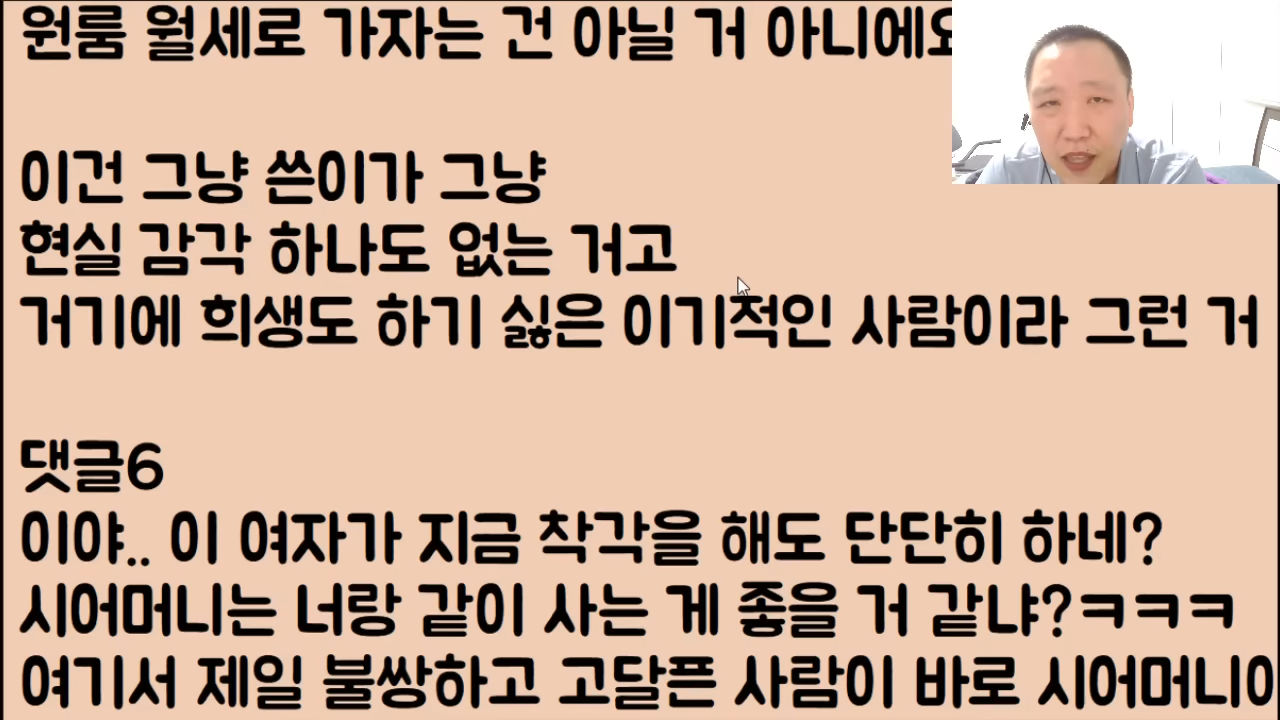 원룸 월세로 가자는 건 아닐 거 아니에요
이건 그냥 쓴이가 그냥
현실 감각 하나도 없는 거고
거기에 희생도 하기 싫은 이기적인 사람이라 그런 거
댓글6
이야.. 이 여자가 지금 착각을 해도 단단히 하네?
시어머니는 너랑 같이 사는 게 좋을 거 같냐?ㅋㅋㅋ
여기서 제일 불쌍하고 고달픈 사람이 바로